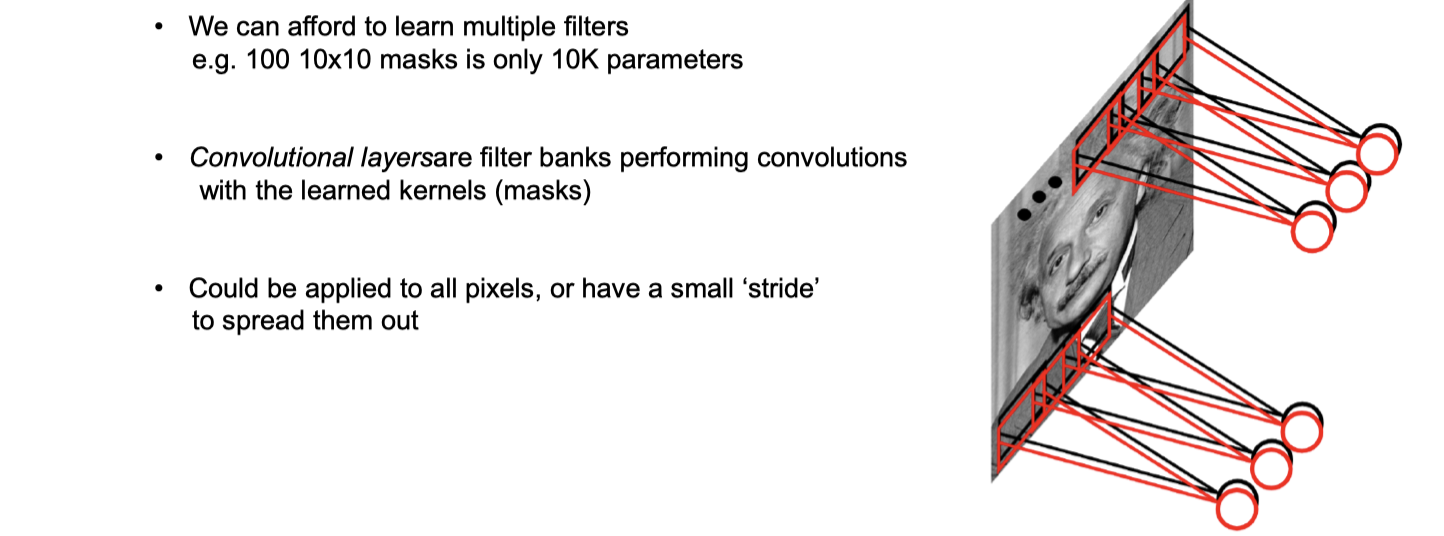 • We can afford to learn multiple filters
e.g. 100 10x10 masks is only 10K parameters
• Convolutional layersare filter banks performing convolutions
with the learned kernels (masks)
• Could be applied to all pixels, or have a small ‘stride’
to spread them out